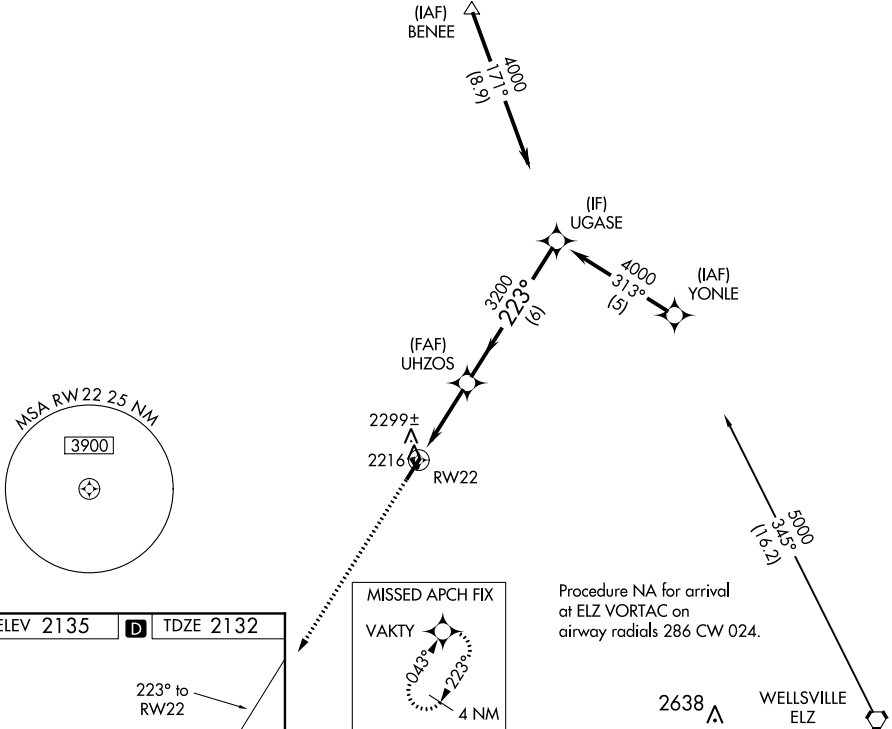 (IAF)
BENEE
4000
171°
(8.9)
(IF)
UGASE
4000
313°
(5)
(IAF)
YONLE
3200
223°
(6)
(FAF)
UHZOS
2299±
2216
RW22
MSA RW22 25 NM
3900
5000
345°
(16.2)
ELEV 2135
D
TDZE 2132
223° to
RW22
MISSED APCH FIX
VAKTY
043°
223°
4 NM
Procedure NA for arrival
at ELZ VORTAC on
airway radials 286 CW 024.
2638
WELLSVILLE
ELZ